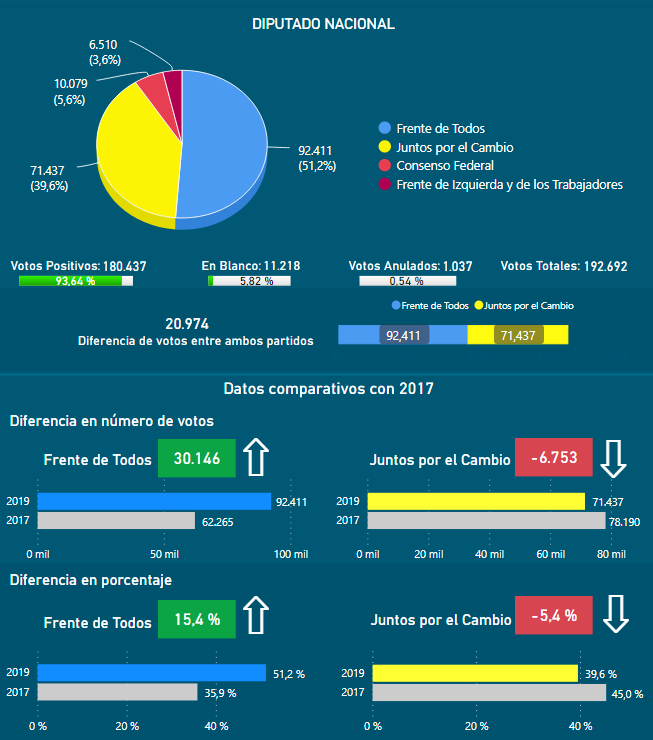 DIPUTADO NACIONAL
6.510
(3,6%)
10.079
(5,6%)
71.437
(39,6%)
92.411
(51,2%)
Frente de Todos
Juntos por el Cambio
Consenso Federal
Frente de Izquierda y de los Trabajadores
Votos Positivos: 180.437
93,64 %
En Blanco: 11.218
5,82 %
Votos Anulados: 1.037
0,54 %
Votos Totales: 192.692
20.974
Diferencia de votos entre ambos partidos
Frente de Todos Juntos por el Cambio
92,411 71,437
Datos comparativos con 2017
Diferencia en número de votos
Frente de Todos 30.146
Juntos por el Cambio -6.753
2019 92.411
2017 62.265
0 mil 50 mil 100 mil
2019 71.437
2017 78.190
0 mil 20 mil 40 mil 60 mil 80 mil
Diferencia en porcentaje
Frente de Todos 15,4 %
Juntos por el Cambio -5,4 %
2019 51,2 %
2017 35,9 %
0 % 20 % 40 %
2019 39,6 %
2017 45,0 %
0 % 20 % 40 %